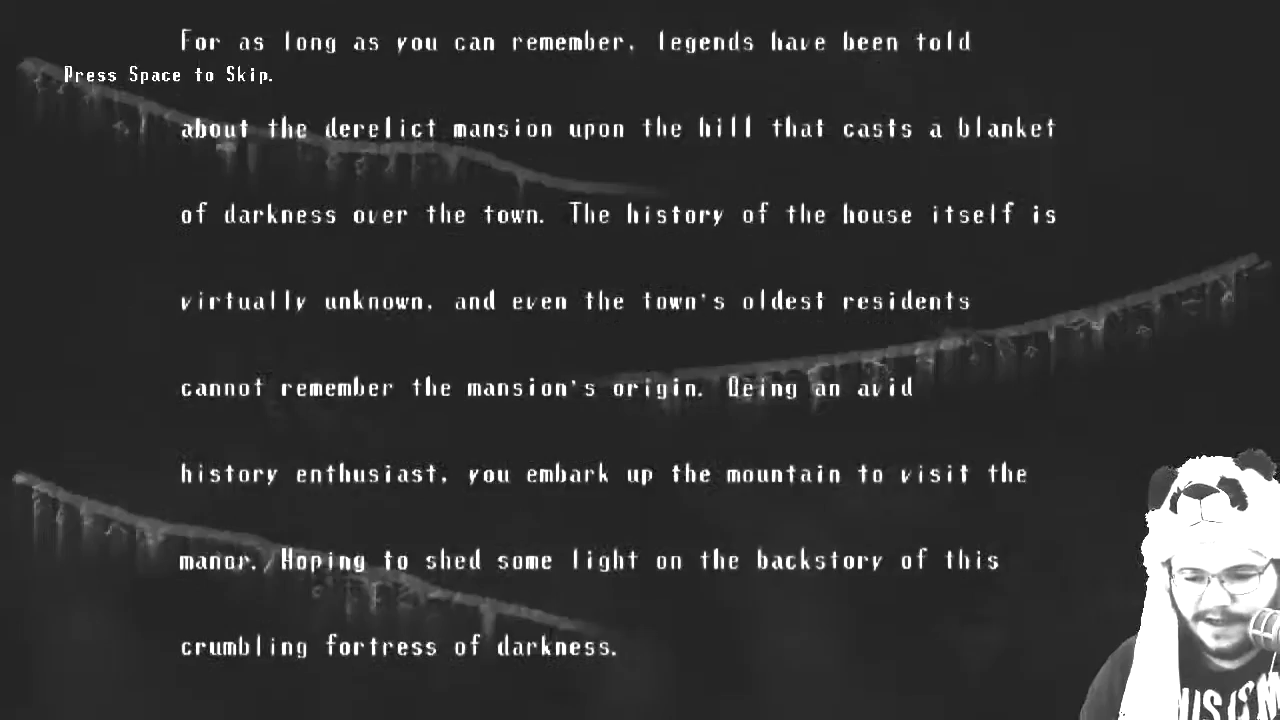 For as long as you can remember, legends have been told
Press Space to Skip.
about the derelict mansion upon the hill that casts a blanket
of darkness over the town. The history of the house itself is
virtually unknown, and even the town's oldest residents
cannot remember the mansion's origin. Being an avid
history enthusiast, you embark up the mountain to visit the
manor. Hoping to shed some light on the backstory of this
crumbling fortress of darkness.